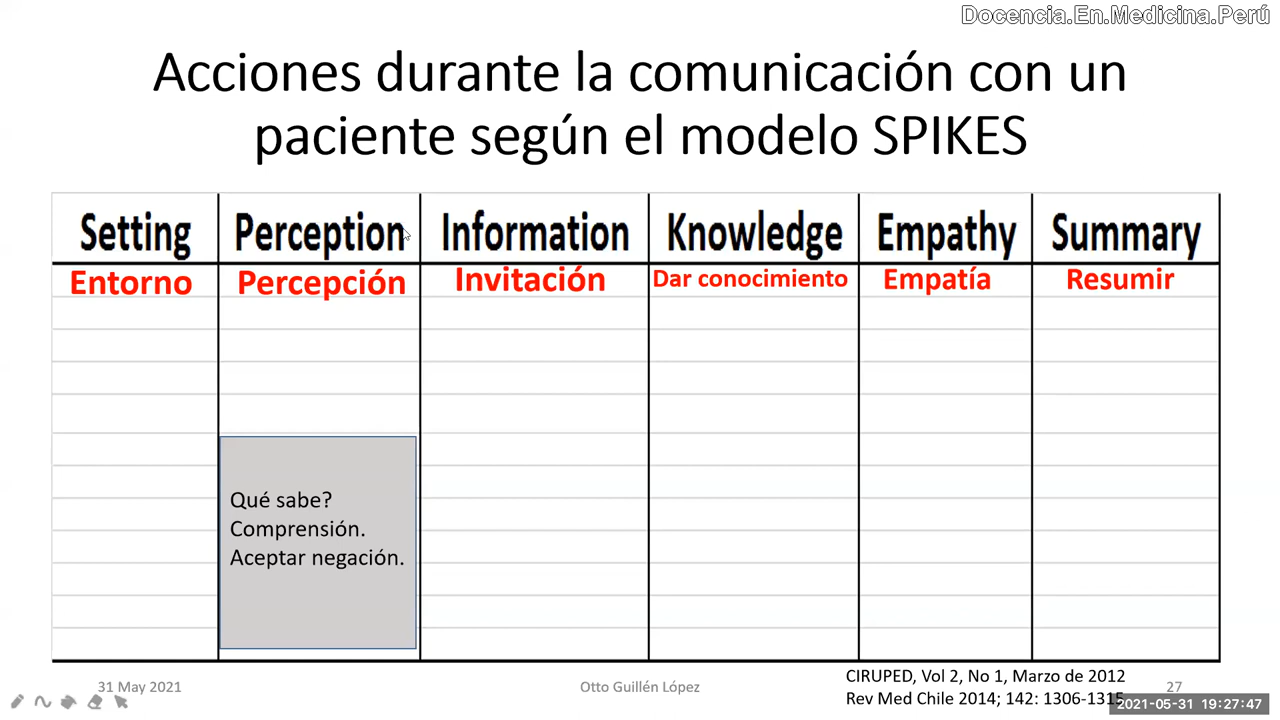 Docencia.En.Medicina.Perú
Acciones durante la comunicación con un
paciente según el modelo SPIKES
Setting Perception Information Knowledge Empathy Summary
Entorno Percepción Invitación Dar conocimiento Empatía Resumir
Qué sabe?
Comprensión.
Aceptar negación.
CIRUPED, Vol 2, No 1, Marzo de 2012
31 May 2021 Otto Guillén López 27
Rev Med Chile 2014; 142: 1306-1315
2021-05-31 19:27:47